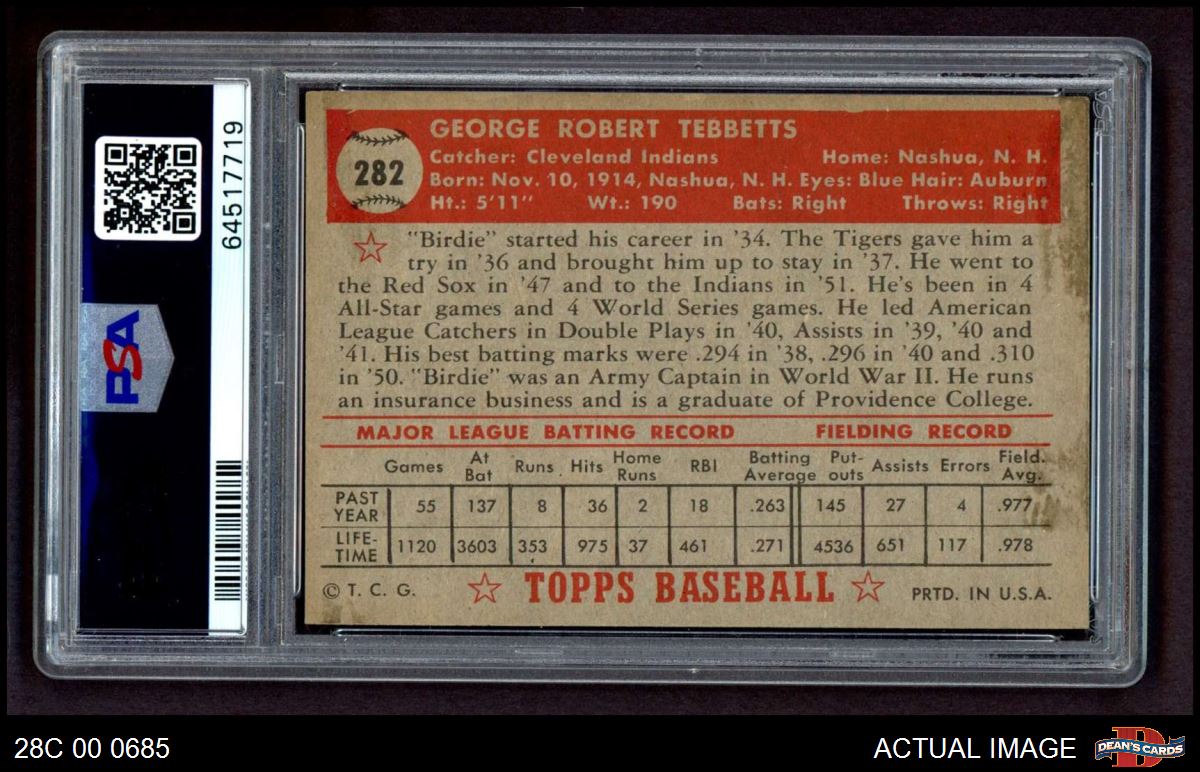 64517719
PSA
282
GEORGE ROBERT TEBBETTS
Catcher: Cleveland Indians Home: Nashua, N. H.
Born: Nov. 10, 1914, Nashua, N. H. Eyes: Blue Hair: Auburn
Ht.: 5'11" Wt.: 190 Bats: Right Throws: Right
"Birdie" started his career in '34. The Tigers gave him a
try in '36 and brought him up to stay in '37. He went to
the Red Sox in '47 and to the Indians in '51. He's been in 4
All-Star games and 4 World Series games. He led American
League Catchers in Double Plays in '40, Assists in '39, '40 and
'41. His best batting marks were .294 in '38, .296 in '40 and .310
in '50. "Birdie" was an Army Captain in World War II. He runs
an insurance business and is a graduate of Providence College.
MAJOR LEAGUE BATTING RECORD FIELDING RECORD
Games At Bat Runs Hits Home Runs RBI Batting Average Put-outs Assists Errors Field. Avg.
PAST YEAR 55 137 8 36 2 18 .263 145 27 4 .977
LIFE-TIME 1120 3603 353 975 37 461 .271 4536 651 117 .978
© T. C. G. TOPPS BASEBALL PRTD. IN U.S.A.
28C 00 0685
ACTUAL IMAGE
DEAN'S CARDS